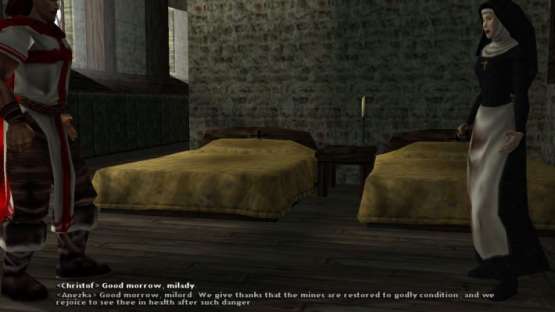 <Christof> Good morrow, milady.
<Anezka> Good morrow, milord. We give thanks that the mines are restored to godly condition, and we
rejoice to see thee in health after such danger.